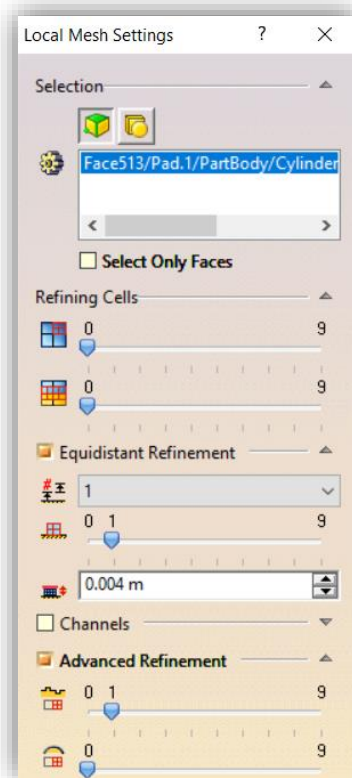 Local Mesh Settings ? ×
Selection
Face513/Pad.1/PartBody/Cylinder
< >
Select Only Faces
Refining Cells
0 9
0 9
Equidistant Refinement
1
0 1 9
0.004 m
Channels
Advanced Refinement
0 1 9
0 9